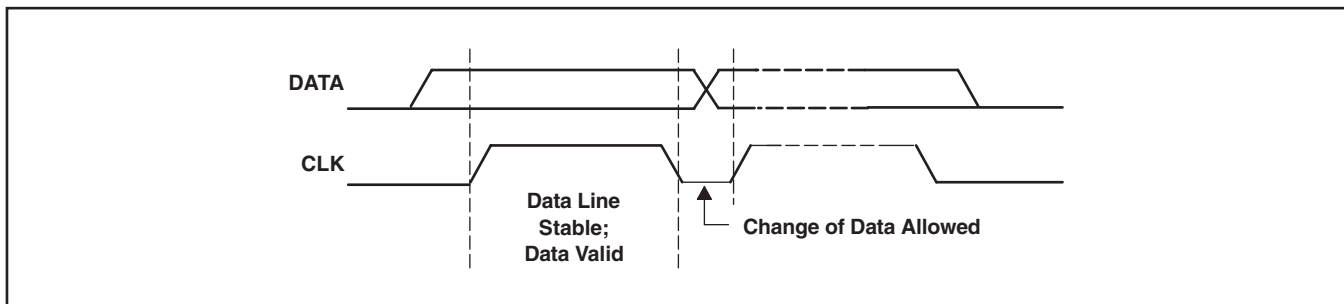 DATA
CLK
Data Line
Stable;
Data Valid
Change of Data Allowed